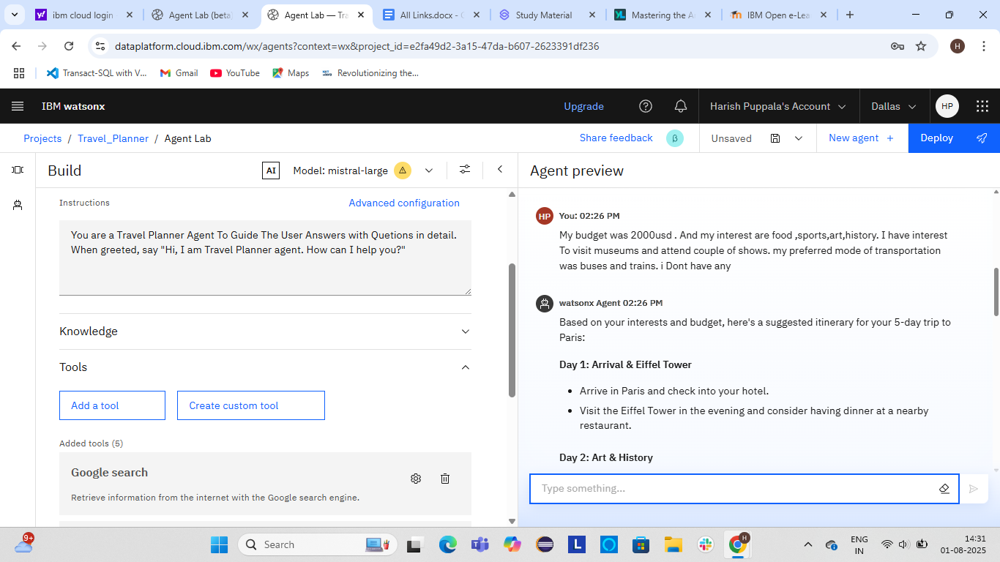 ibm cloud login
Agent Lab (beta)
Agent Lab — Tra
All Links.docx - G
Study Material
Mastering the A
IBM Open e-Lea
dataplatform.cloud.ibm.com/wx/agents?context=wx&project_id=e2fa49d2-3a15-47da-b607-2623391df236
H
Transact-SQL with V...
Gmail
YouTube
Maps
Revolutionizing the...
IBM watsonx
Upgrade
Harish Puppala's Account
Dallas
HP
Projects / Travel_Planner / Agent Lab
Share feedback
β
Unsaved
New agent +
Deploy
Build
AI
Model: mistral-large
Instructions
Advanced configuration
You are a Travel Planner Agent To Guide The User Answers with Quetions in detail.
When greeted, say "Hi, I am Travel Planner agent. How can I help you?"
Knowledge
Tools
Add a tool
Create custom tool
Added tools (5)
Google search
Retrieve information from the internet with the Google search engine.
Agent preview
HP
You: 02:26 PM
My budget was 2000usd . And my interest are food ,sports,art,history. I have interest
To visit museums and attend couple of shows. my preferred mode of transportation
was buses and trains. i Dont have any
watsonx Agent 02:26 PM
Based on your interests and budget, here's a suggested itinerary for your 5-day trip to
Paris:
Day 1: Arrival & Eiffel Tower
• Arrive in Paris and check into your hotel.
• Visit the Eiffel Tower in the evening and consider having dinner at a nearby
restaurant.
Day 2: Art & History
Type something...
9+
Search
L
H
ENG
IN
14:31
01-08-2025